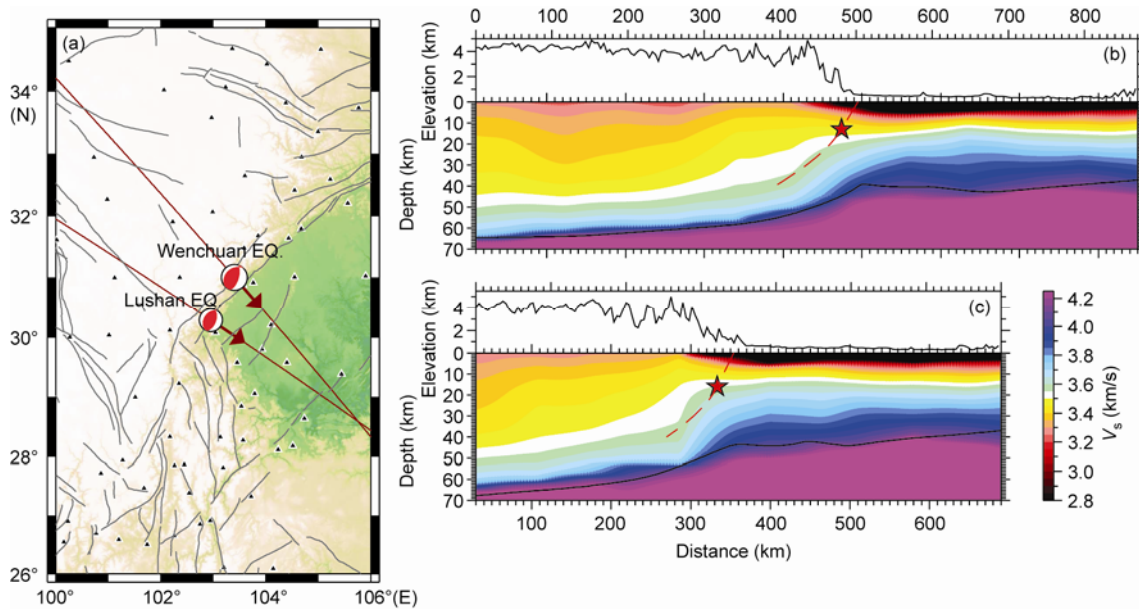 (a)
34°
(N)
32°
30°
28°
26°
100° 102° 104° 106°(E)
Wenchuan EQ.
Lushan EQ.
0 100 200 300 400 500 600 700 800
(b)
Elevation (km)
4
2
0
Depth (km)
10
20
30
40
50
60
70
(c)
Elevation (km)
4
2
0
Depth (km)
10
20
30
40
50
60
70
100 200 300 400 500 600
Distance (km)
4.2
4.0
3.8
3.6
3.4
3.2
3.0
2.8
Vs (km/s)